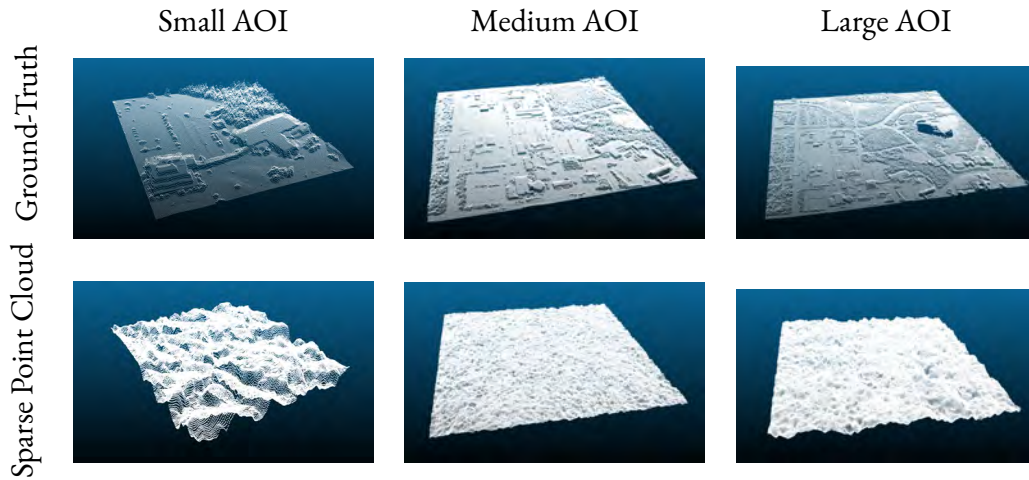 Small AOI
Medium AOI
Large AOI
Ground-Truth
Sparse Point Cloud